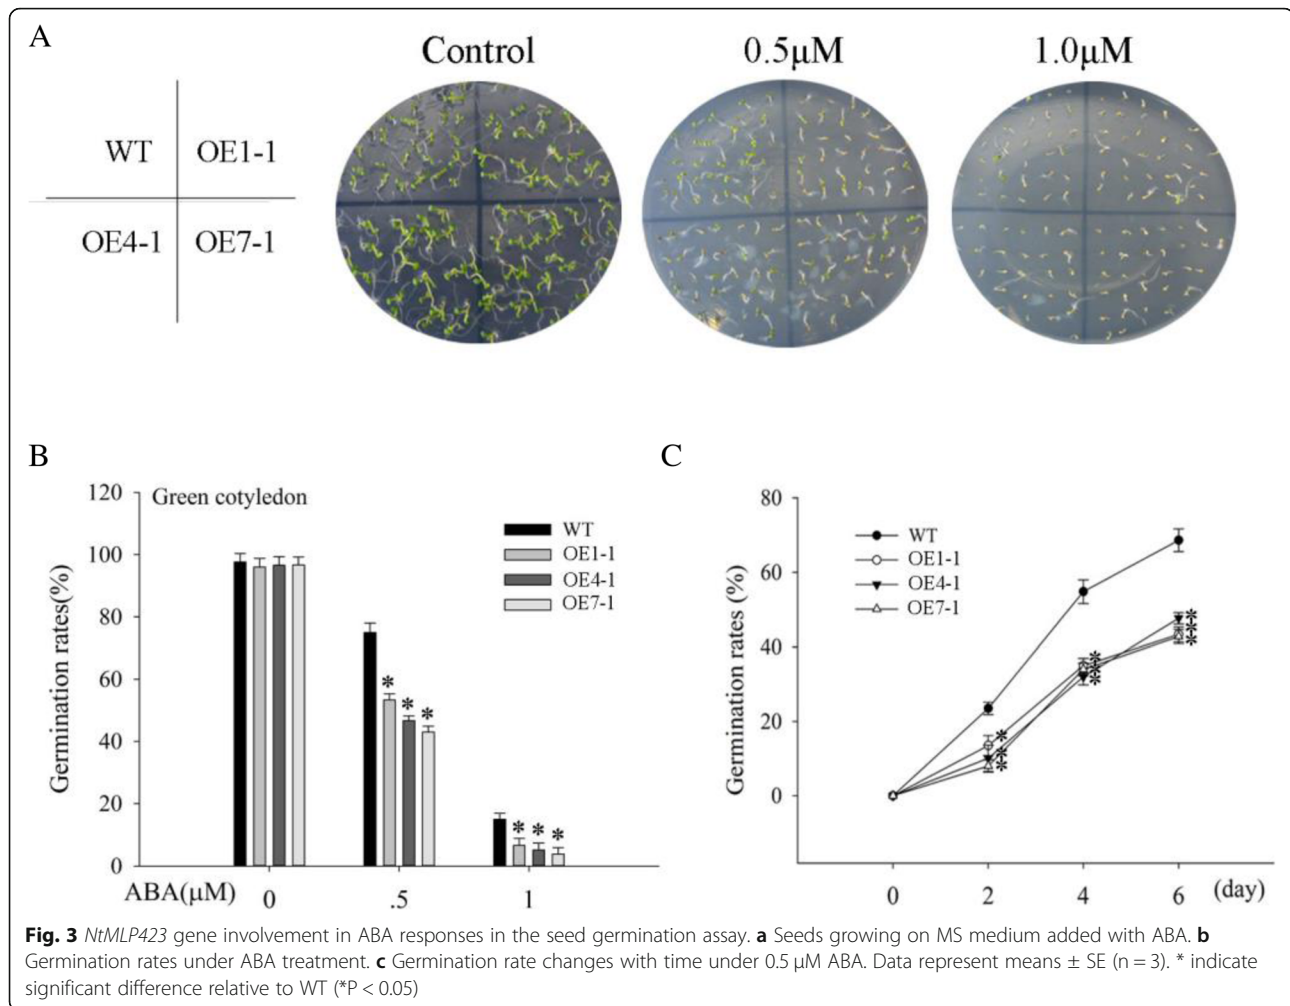 A
Control 0.5μM 1.0μM
WT OE1-1
OE4-1 OE7-1
B
Green cotyledon
WT
OE1-1
OE4-1
OE7-1
Germination rates(%)
120
100
80
60
40
20
0
* * *
* * *
ABA(μM) 0 .5 1
C
WT
OE1-1
OE4-1
OE7-1
Germination rates (%)
80
60
40
20
0
* * *
* * *
* * *
0 2 4 6 (day)
Fig. 3 NtMLP423 gene involvement in ABA responses in the seed germination assay. a Seeds growing on MS medium added with ABA. b
Germination rates under ABA treatment. c Germination rate changes with time under 0.5 μM ABA. Data represent means ± SE (n = 3). * indicate
significant difference relative to WT (*P < 0.05)